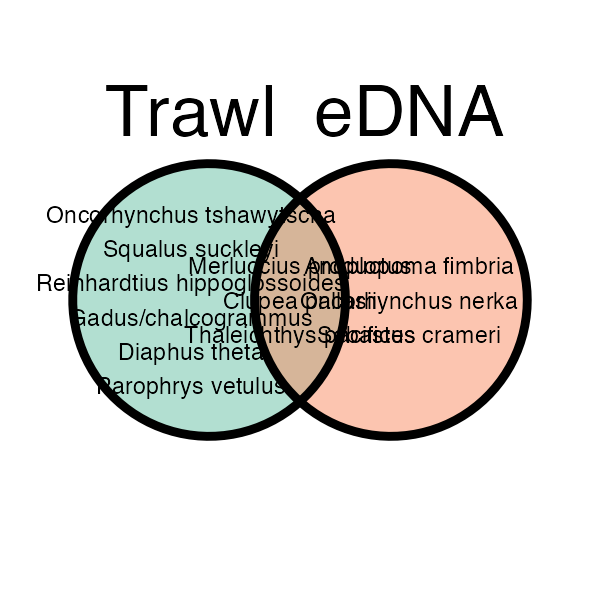 Trawl eDNA
Oncorhynchus tshawytscha
Squalus suckleyi
Reinhardtius hippoglossoides
Gadus/chalcogrammus
Diaphus theta
Parophrys vetulus
Merluccius productus
Clupea pallasii
Thaleichthys pacificus
Anoplopoma fimbria
Oncorhynchus nerka
Sebastes crameri